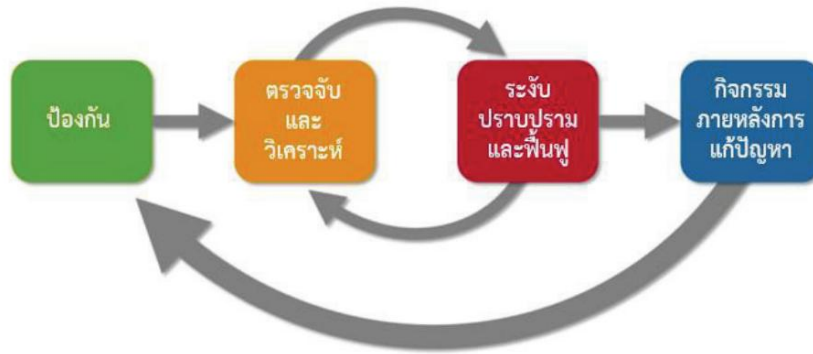 ป้องกัน
ตรวจจับ
และ
วิเคราะห์
ระงับ
ปราบปราม
และฟื้นฟู
กิจกรรม
ภายหลังการ
แก้ปัญหา